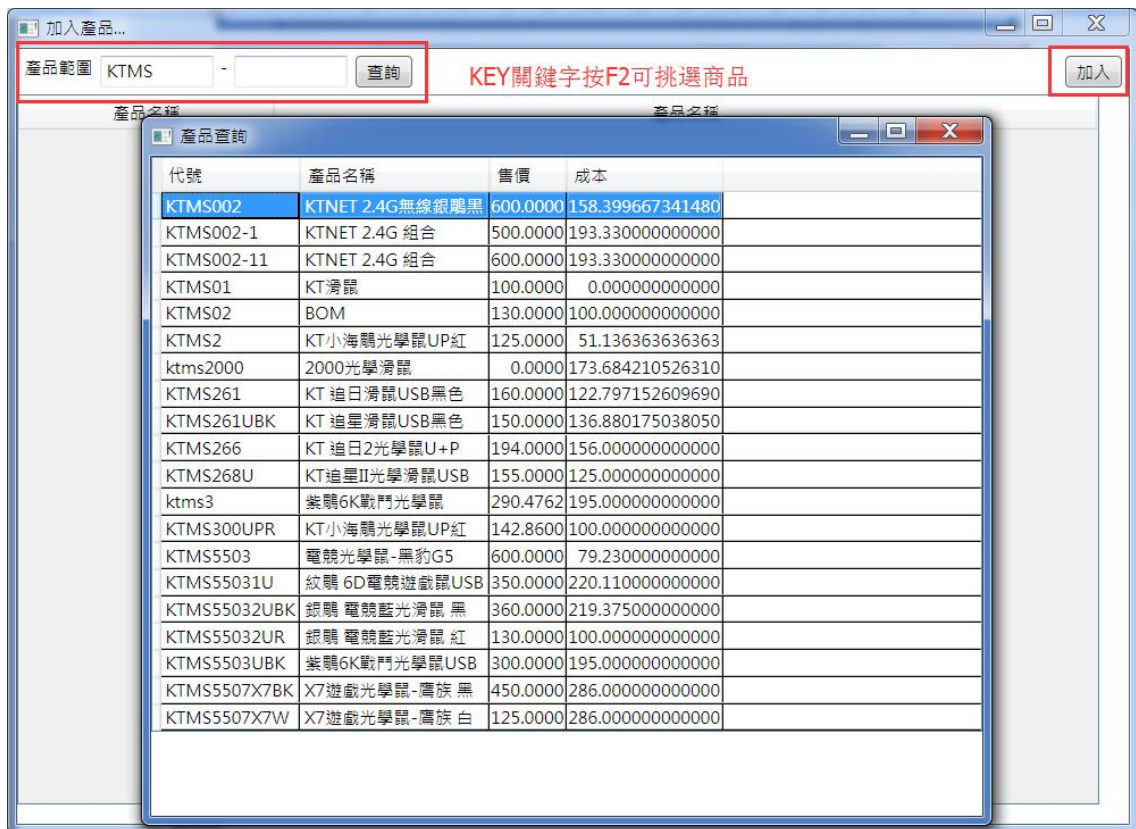 加入產品...
產品範圍 KTMS - 查詢 KEY關鍵字按F2可挑選商品 加入
產品名稱 產品名稱
產品查詢
代號 產品名稱 售價 成本
KTMS002 KTNET 2.4G無線銀鵰黑 600.0000 158.399667341480
KTMS002-1 KTNET 2.4G 組合 500.0000 193.330000000000
KTMS002-11 KTNET 2.4G 組合 600.0000 193.330000000000
KTMS01 KT滑鼠 100.0000 0.000000000000
KTMS02 BOM 130.0000 100.000000000000
KTMS2 KT小海鵰光學鼠UP紅 125.0000 51.136363636363
ktms2000 2000光學滑鼠 0.0000 173.684210526310
KTMS261 KT 追日滑鼠USB黑色 160.0000 122.797152609690
KTMS261UBK KT 追星滑鼠USB黑色 150.0000 136.880175038050
KTMS266 KT 追日2光學鼠U+P 194.0000 156.000000000000
KTMS268U KT追星II光學滑鼠USB 155.0000 125.000000000000
ktms3 紫鵰6K戰鬥光學鼠 290.4762 195.000000000000
KTMS300UPR KT小海鵰光學鼠UP紅 142.8600 100.000000000000
KTMS5503 電競光學鼠-黑豹G5 600.0000 79.230000000000
KTMS55031U 紋鵰 6D電競遊戲鼠USB 350.0000 220.110000000000
KTMS55032UBK 銀鵰 電競藍光滑鼠 黑 360.0000 219.375000000000
KTMS55032UR 銀鵰 電競藍光滑鼠 紅 130.0000 100.000000000000
KTMS5503UBK 紫鵰6K戰鬥光學鼠USB 300.0000 195.000000000000
KTMS5507X7BK X7遊戲光學鼠-鷹族 黑 450.0000 286.000000000000
KTMS5507X7W X7遊戲光學鼠-鷹族 白 125.0000 286.000000000000